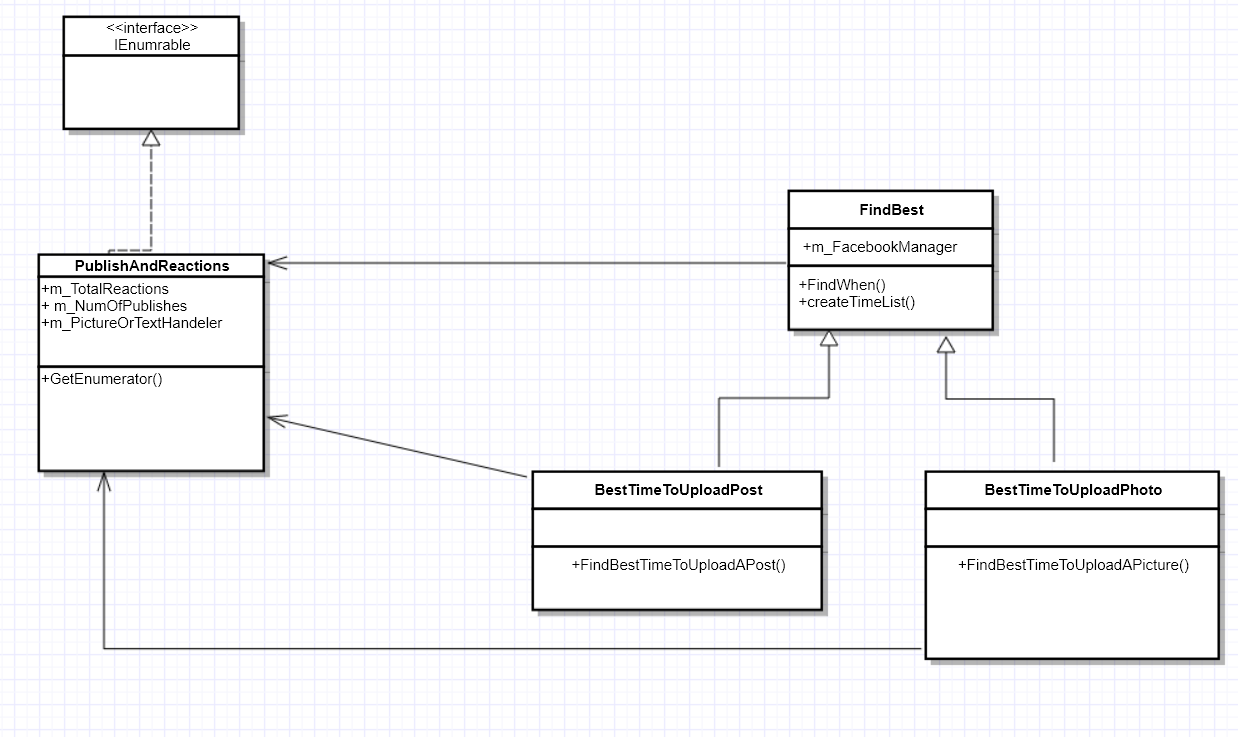 <<interface>>
IEnumrable
FindBest
+m_FacebookManager
+FindWhen()
+createTimeList()
PublishAndReactions
+m_TotalReactions
+ m_NumOfPublishes
+m_PictureOrTextHandeler
+GetEnumerator()
BestTimeToUploadPost
+FindBestTimeToUploadAPost()
BestTimeToUploadPhoto
+FindBestTimeToUploadAPicture()